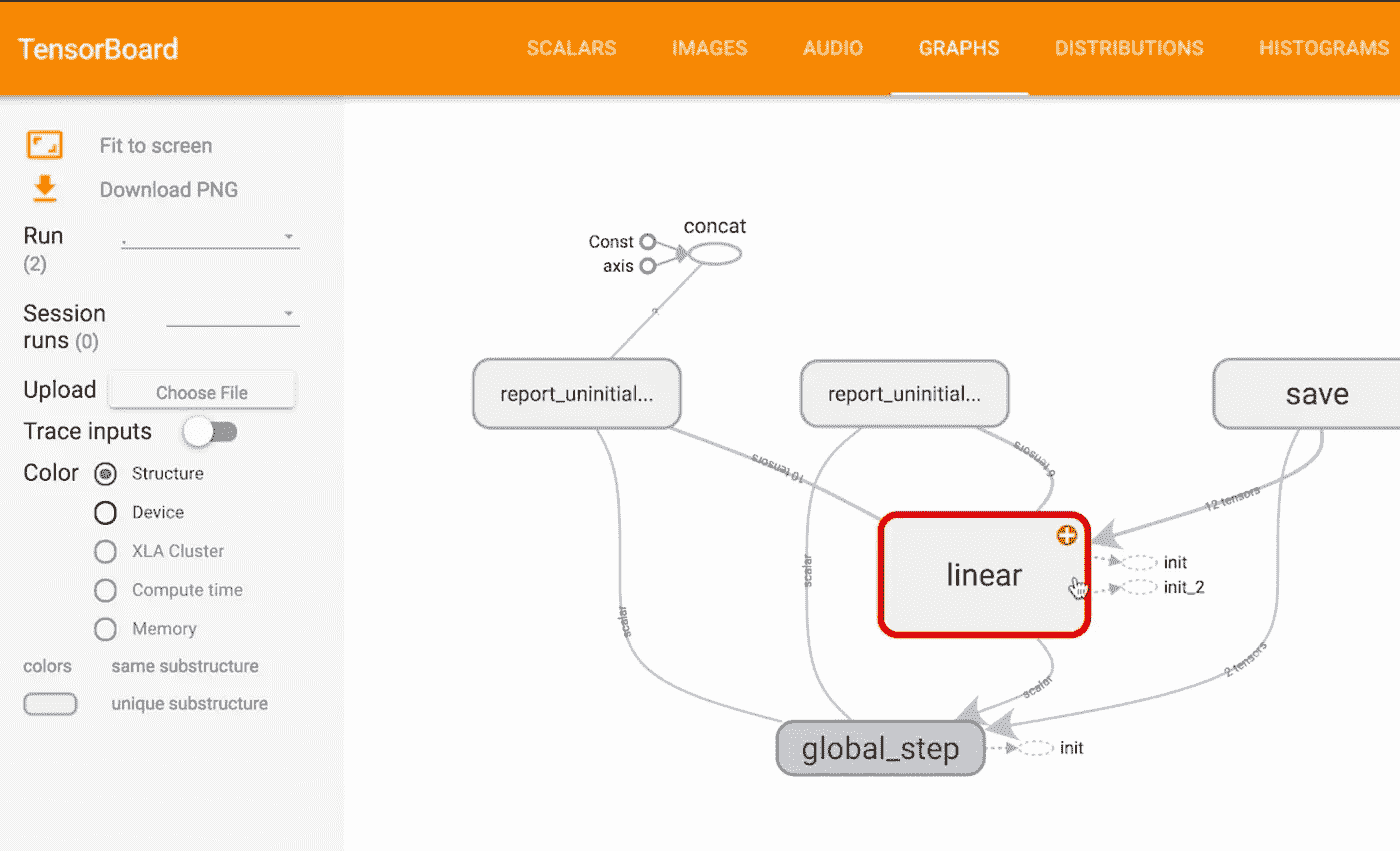 TensorBoard
SCALARS
IMAGES
AUDIO
GRAPHS
DISTRIBUTIONS
HISTOGRAMS
Fit to screen
Download PNG
Run
(2)
.
Session
runs (0)
Upload
Choose File
Trace inputs
Color
Structure
Device
XLA Cluster
Compute time
Memory
colors
same substructure
unique substructure
concat
Const
axis
report_uninitial...
report_uninitial...
save
10 tensors
12 tensors
linear
init
init_2
scalar
scalar
scalar
2 tensors
global_step
init